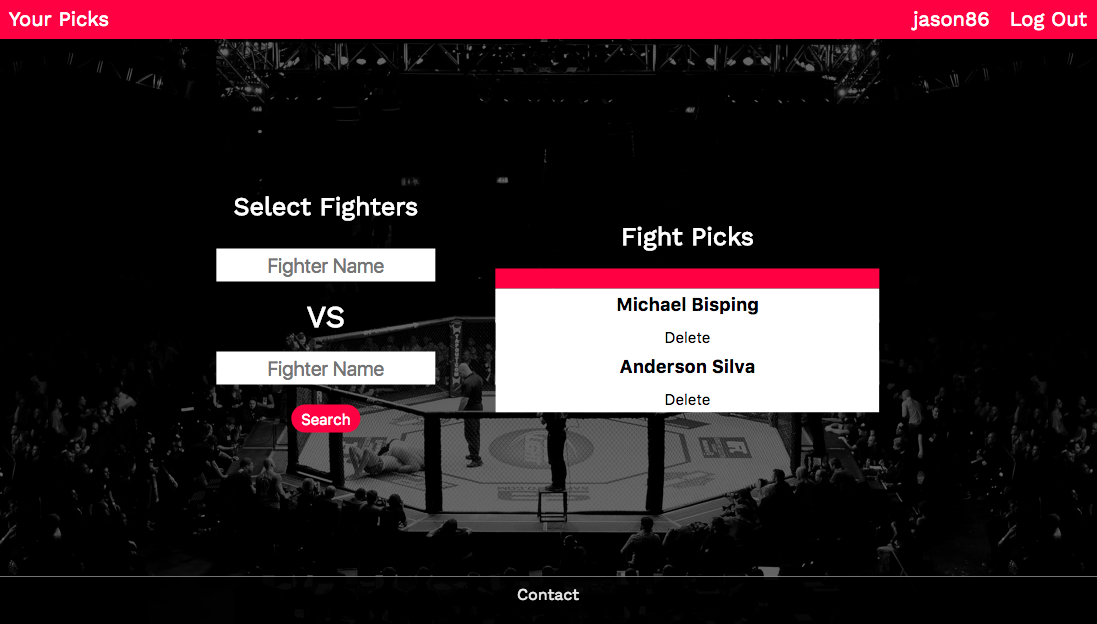 Your Picks
jason86 Log Out
Select Fighters
Fighter Name
VS
Fighter Name
Search
Fight Picks
Michael Bisping
Delete
Anderson Silva
Delete
Contact